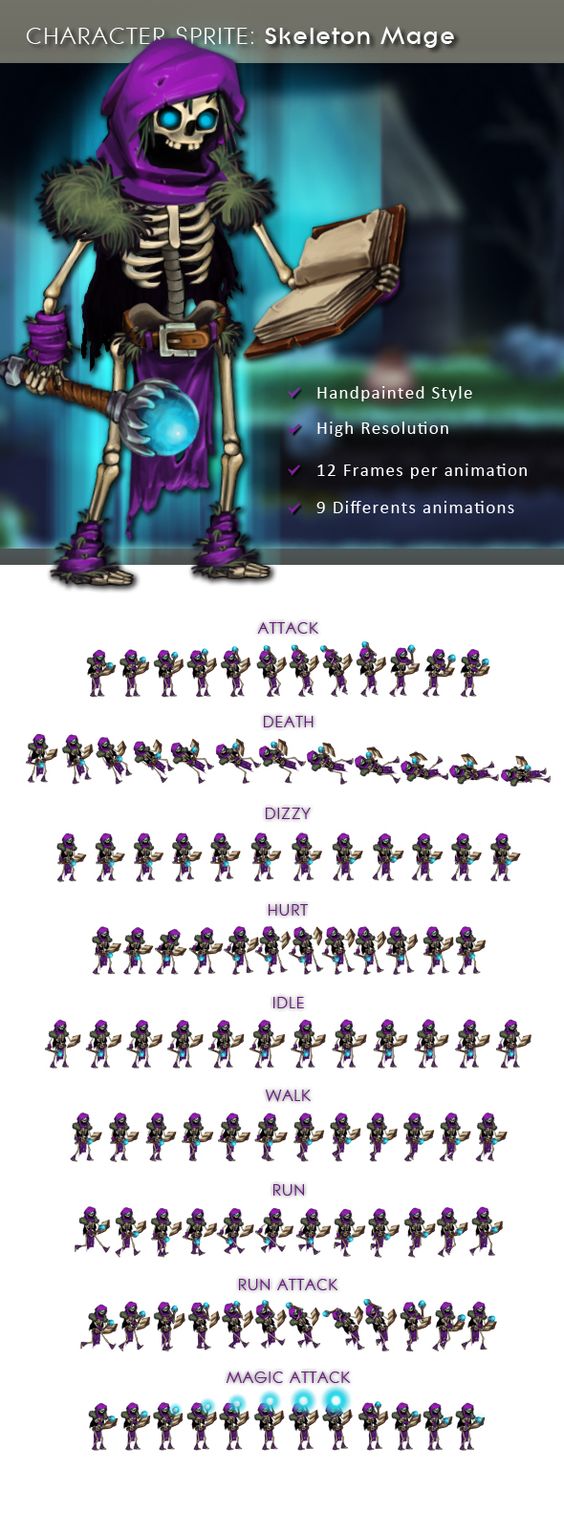 CHARACTER SPRITE: Skeleton Mage
Handpainted Style
High Resolution
12 Frames per animation
9 Differents animations
ATTACK
DEATH
DIZZY
HURT
IDLE
WALK
RUN
RUN ATTACK
MAGIC ATTACK